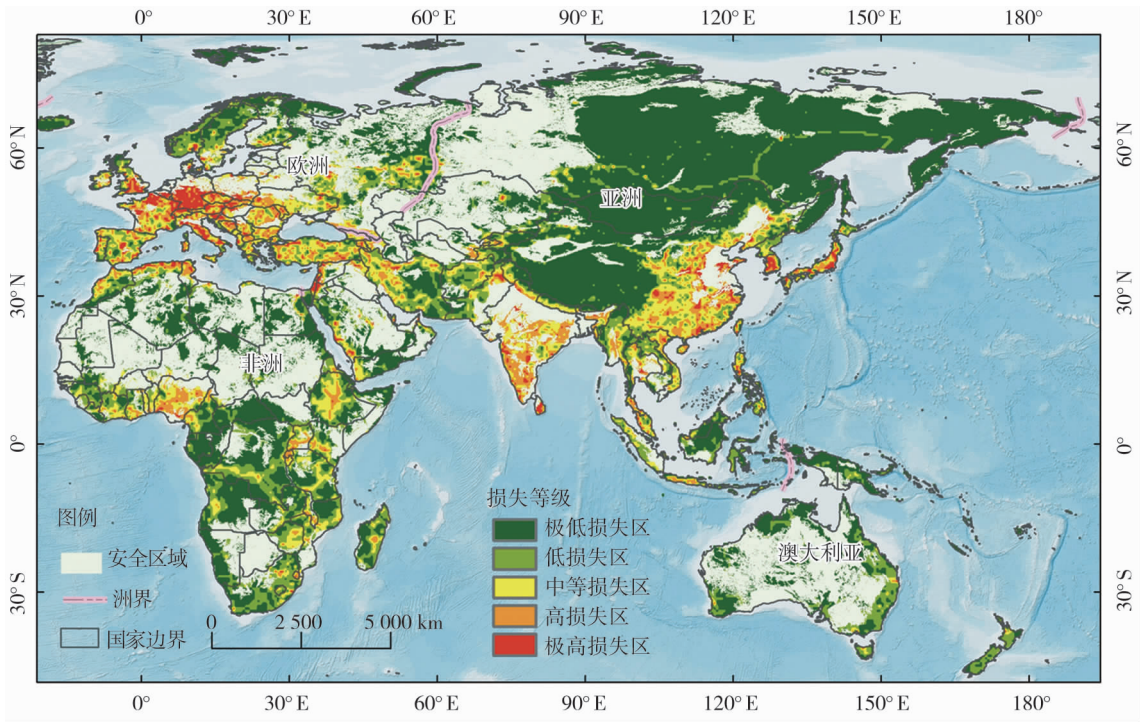 0° 30° E 60° E 90° E 120° E 150° E 180°
60° N
30° N
0°
30° S
60° N
30° N
0°
30° S
欧洲
亚洲
非洲
澳大利亚
图例
安全区域
洲界
国家边界
0 2 500 5 000 km
损失等级
极低损失区
低损失区
中等损失区
高损失区
极高损失区
0° 30° E 60° E 90° E 120° E 150° E 180°